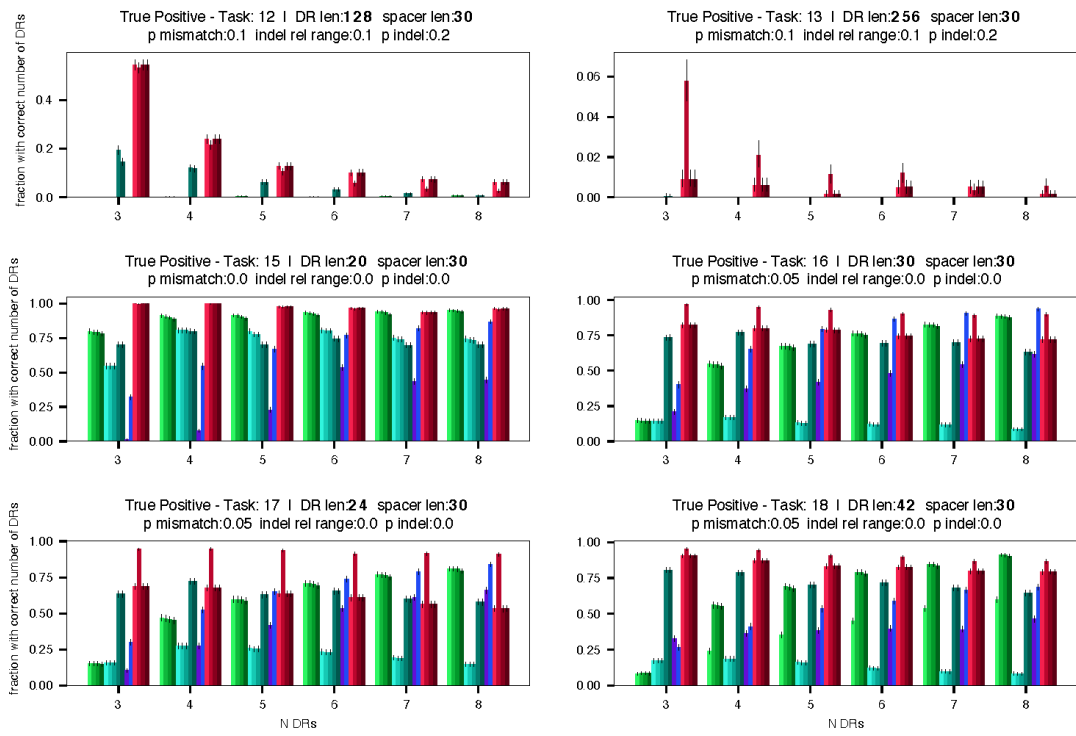 True Positive - Task: 12 | DR len:128 spacer len:30
p mismatch:0.1 indel rel range:0.1 p indel:0.2
fraction with correct number of DRs
0.4
0.2
0.0
3 4 5 6 7 8
True Positive - Task: 13 | DR len:256 spacer len:30
p mismatch:0.1 indel rel range:0.1 p indel:0.2
0.06
0.04
0.02
0.00
3 4 5 6 7 8
True Positive - Task: 15 | DR len:20 spacer len:30
p mismatch:0.0 indel rel range:0.0 p indel:0.0
fraction with correct number of DRs
1.00
0.75
0.50
0.25
0.00
3 4 5 6 7 8
True Positive - Task: 16 | DR len:30 spacer len:30
p mismatch:0.05 indel rel range:0.0 p indel:0.0
1.00
0.75
0.50
0.25
0.00
3 4 5 6 7 8
True Positive - Task: 17 | DR len:24 spacer len:30
p mismatch:0.05 indel rel range:0.0 p indel:0.0
fraction with correct number of DRs
1.00
0.75
0.50
0.25
0.00
3 4 5 6 7 8
N DRs
True Positive - Task: 18 | DR len:42 spacer len:30
p mismatch:0.05 indel rel range:0.0 p indel:0.0
1.00
0.75
0.50
0.25
0.00
3 4 5 6 7 8
N DRs